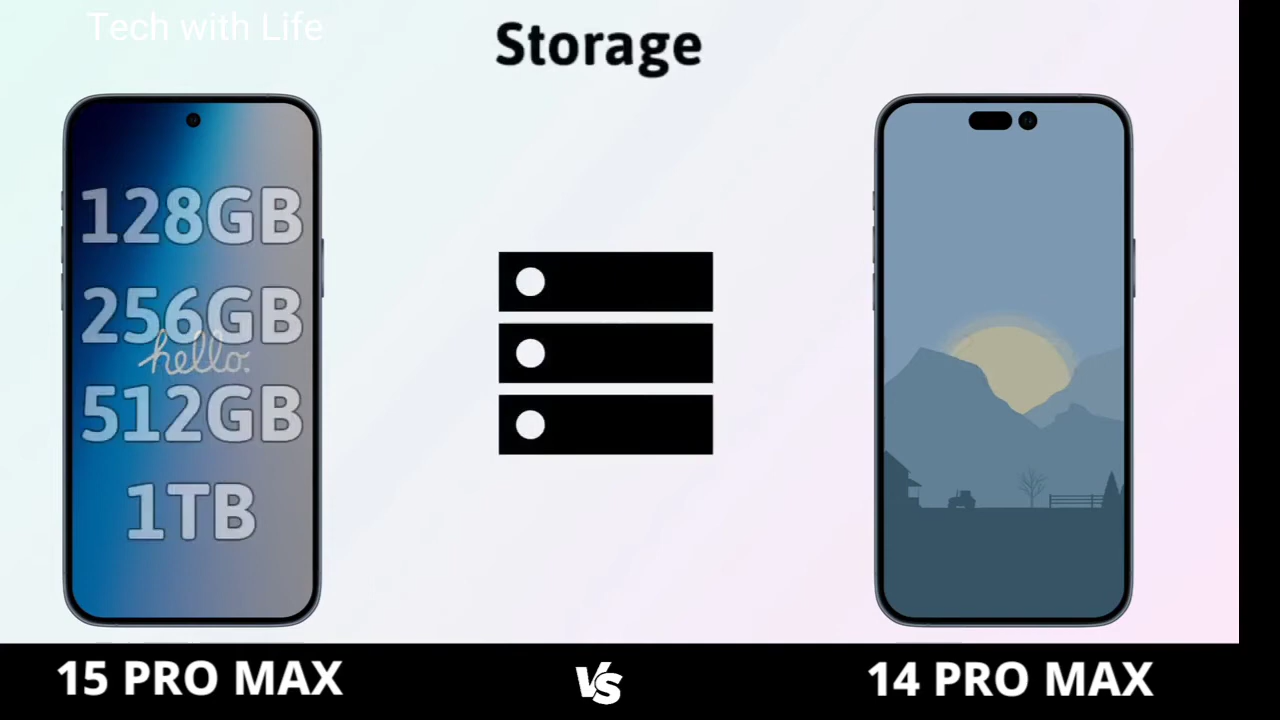 Tech with Life
Storage
128GB
256GB
hello.
512GB
1TB
15 PRO MAX
VS
14 PRO MAX